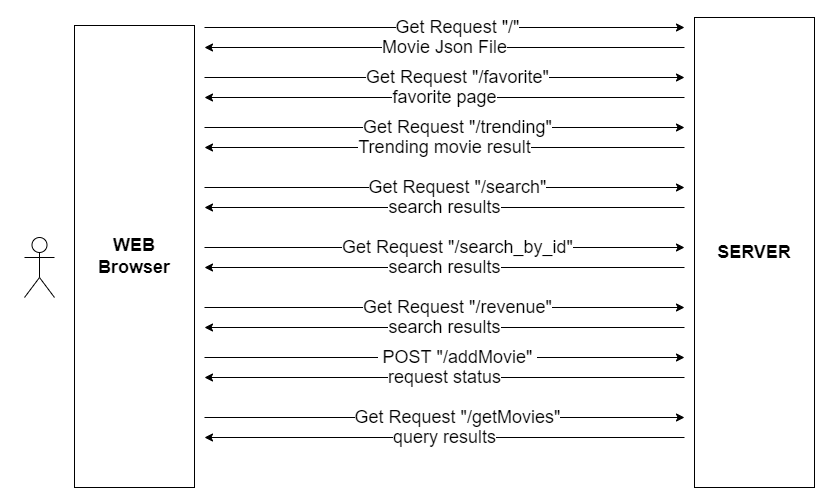 Get Request "/"
Movie Json File
Get Request "/favorite"
favorite page
Get Request "/trending"
Trending movie result
Get Request "/search"
search results
WEB
Browser
Get Request "/search_by_id"
search results
SERVER
Get Request "/revenue"
search results
POST "/addMovie"
request status
Get Request "/getMovies"
query results